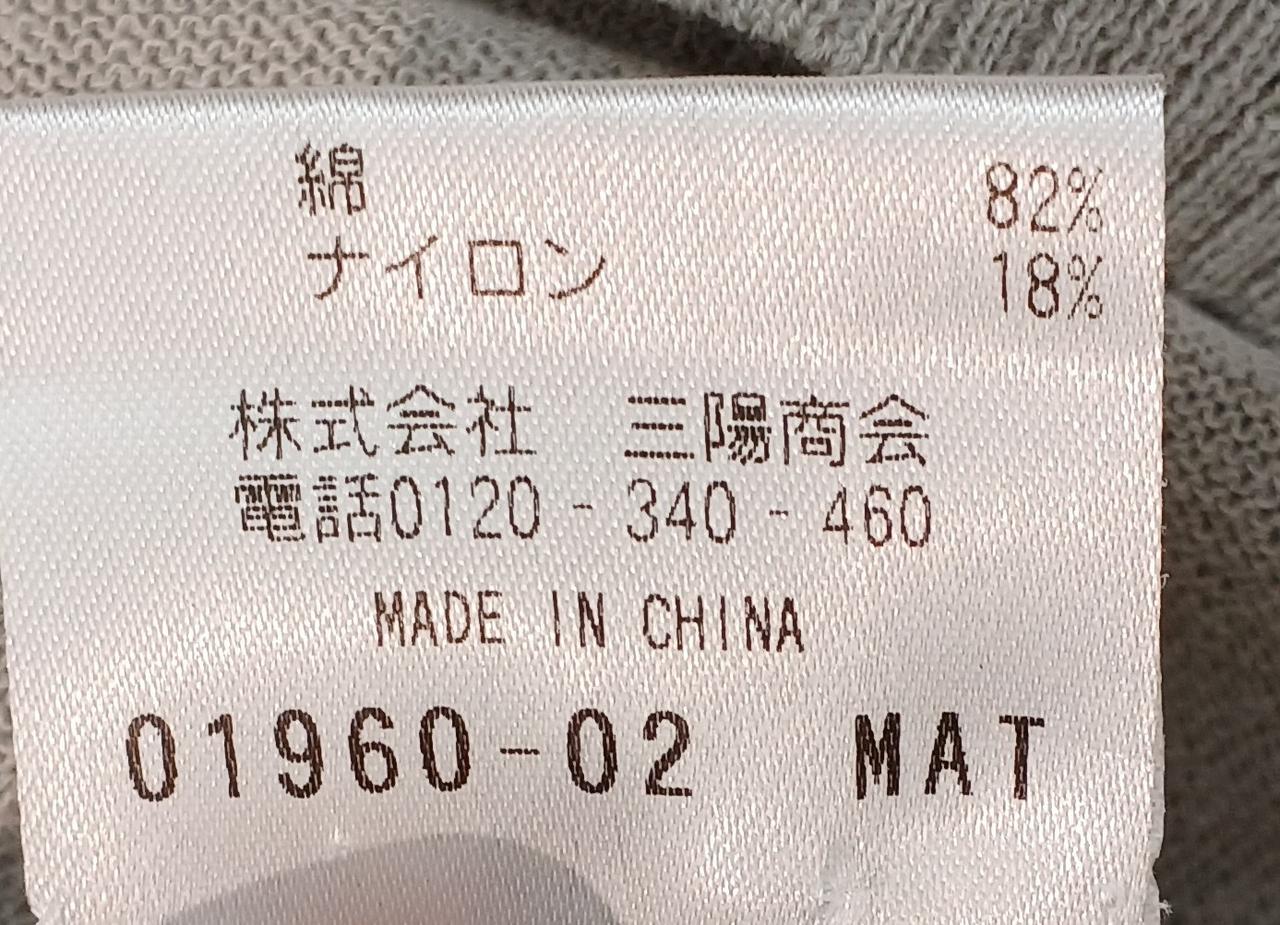 綿 82%
ナイロン 18%
株式会社　三陽商会
電話0120-340-460
MADE IN CHINA
01960-02 MAT